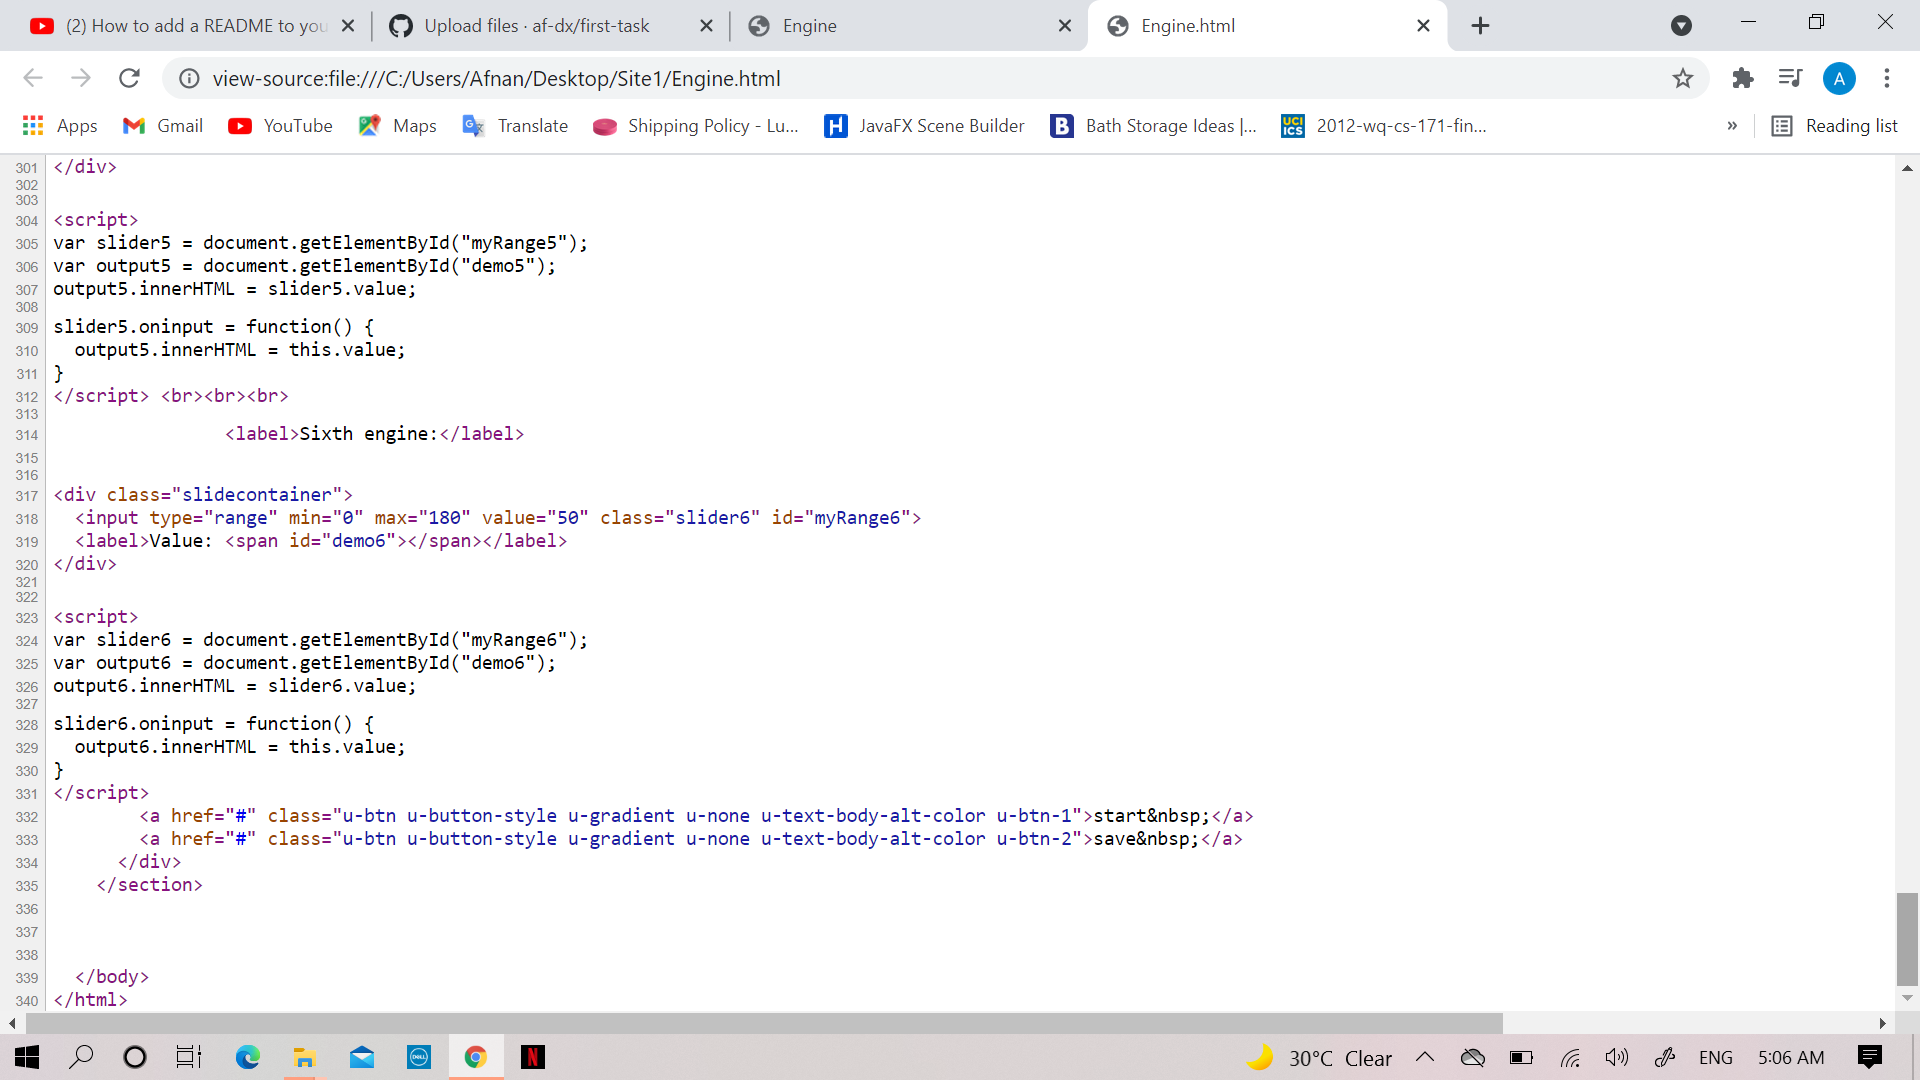 (2) How to add a README to you
Upload files · af-dx/first-task
Engine
Engine.html
view-source:file:///C:/Users/Afnan/Desktop/Site1/Engine.html
A
Apps
Gmail
YouTube
Maps
Translate
Shipping Policy - Lu...
H
JavaFX Scene Builder
B
Bath Storage Ideas |...
UCI ICS
2012-wq-cs-171-fin...
»
Reading list
301 </div>
302
303
304 <script>
305 var slider5 = document.getElementById("myRange5");
306 var output5 = document.getElementById("demo5");
307 output5.innerHTML = slider5.value;
308
309 slider5.oninput = function() {
310   output5.innerHTML = this.value;
311 }
312 </script> <br><br><br>
313
314                 <label>Sixth engine:</label>
315
316
317 <div class="slidecontainer">
318   <input type="range" min="0" max="180" value="50" class="slider6" id="myRange6">
319   <label>Value: <span id="demo6"></span></label>
320 </div>
321
322
323 <script>
324 var slider6 = document.getElementById("myRange6");
325 var output6 = document.getElementById("demo6");
326 output6.innerHTML = slider6.value;
327
328 slider6.oninput = function() {
329   output6.innerHTML = this.value;
330 }
331 </script>
332         <a href="#" class="u-btn u-button-style u-gradient u-none u-text-body-alt-color u-btn-1">start&nbsp;</a>
333         <a href="#" class="u-btn u-button-style u-gradient u-none u-text-body-alt-color u-btn-2">save&nbsp;</a>
334       </div>
335     </section>
336
337
338
339   </body>
340 </html>
DELL
N
30°C Clear
ENG
5:06 AM